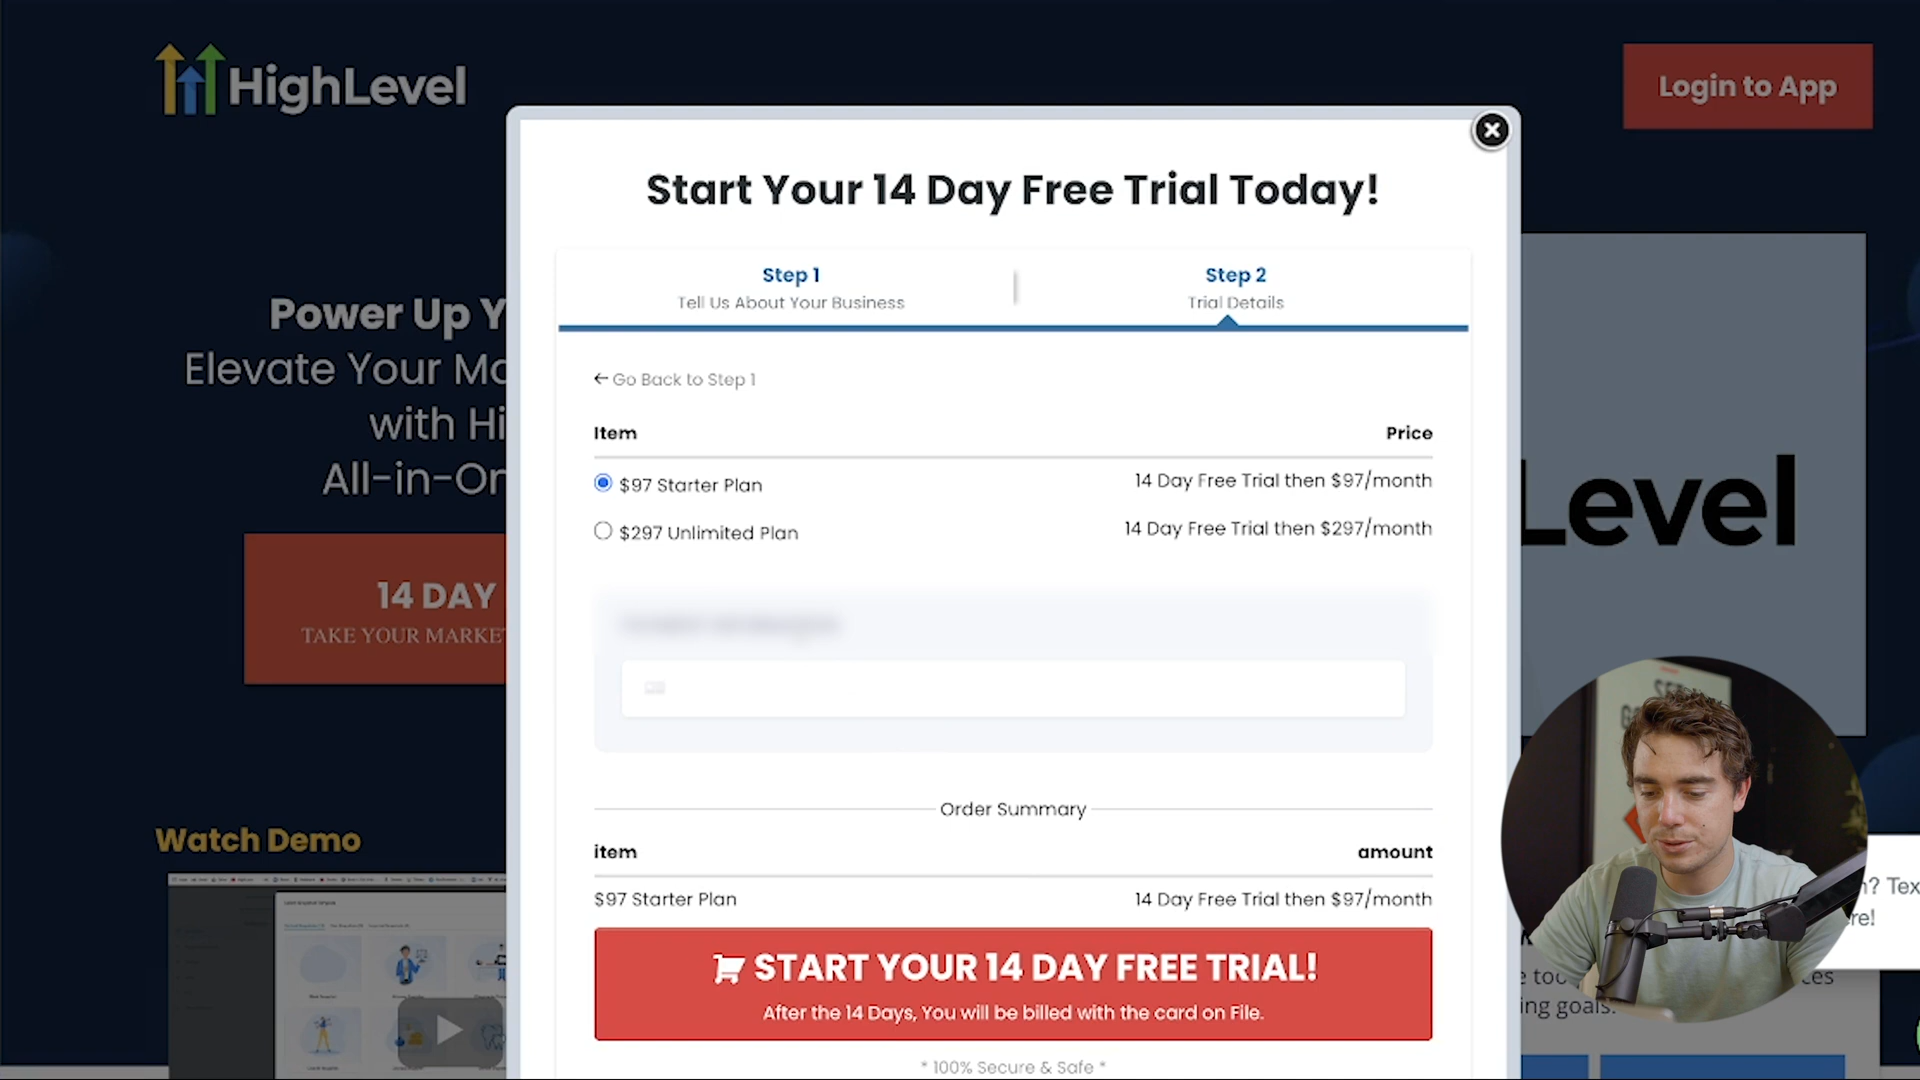 HighLevel
Login to App
Start Your 14 Day Free Trial Today!
Step 1
Tell Us About Your Business
Step 2
Trial Details
Power Up Y
Elevate Your Ma
with Hi
All-in-On
← Go Back to Step 1
Item Price
$97 Starter Plan 14 Day Free Trial then $97/month
$297 Unlimited Plan 14 Day Free Trial then $297/month
Level
14 DAY
TAKE YOUR MARKE
Order Summary
item amount
$97 Starter Plan 14 Day Free Trial then $97/month
Watch Demo
START YOUR 14 DAY FREE TRIAL!
After the 14 Days, You will be billed with the card on File.
* 100% Secure & Safe *
? Tex
re!
ing goals.